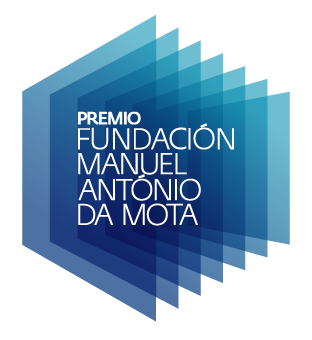 PREMIO
FUNDACIÓN
MANUEL
ANTÓNIO
DA MOTA